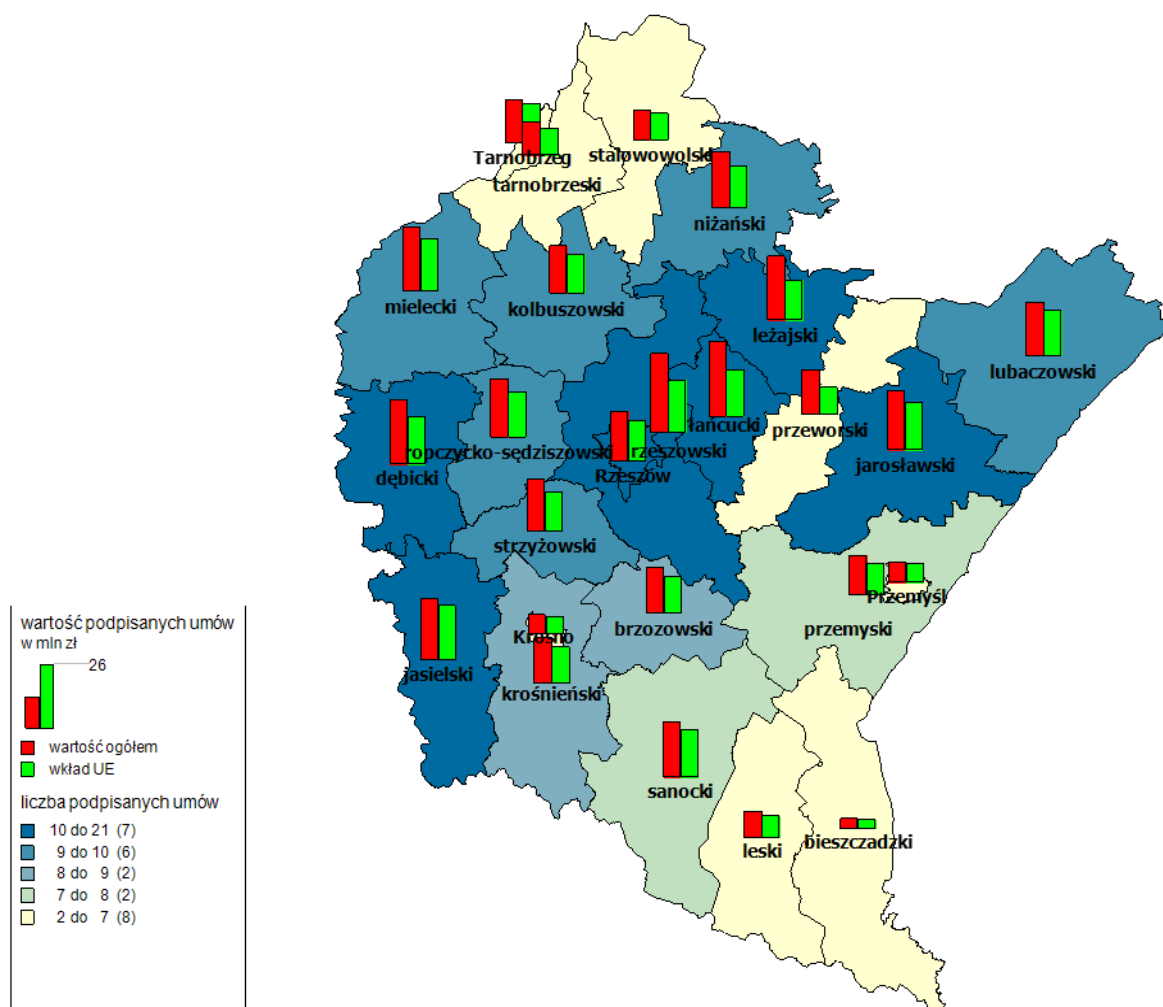 Tarnobrzeg
stalowowolski
tarnobrzeski
niżański
mielecki
kolbuszowski
leżajski
lubaczowski
łańcucki
przeworski
ropczycko-sędziszowski
rzeszowski
jarosławski
dębicki
Rzeszów
strzyżowski
Przemyśl
brzozowski
przemyski
Krosno
jasielski
krośnieński
sanocki
leski
bieszczadzki
wartość podpisanych umów
w mln zł
26
wartość ogółem
wkład UE
liczba podpisanych umów
10 do 21 (7)
9 do 10 (6)
8 do 9 (2)
7 do 8 (2)
2 do 7 (8)